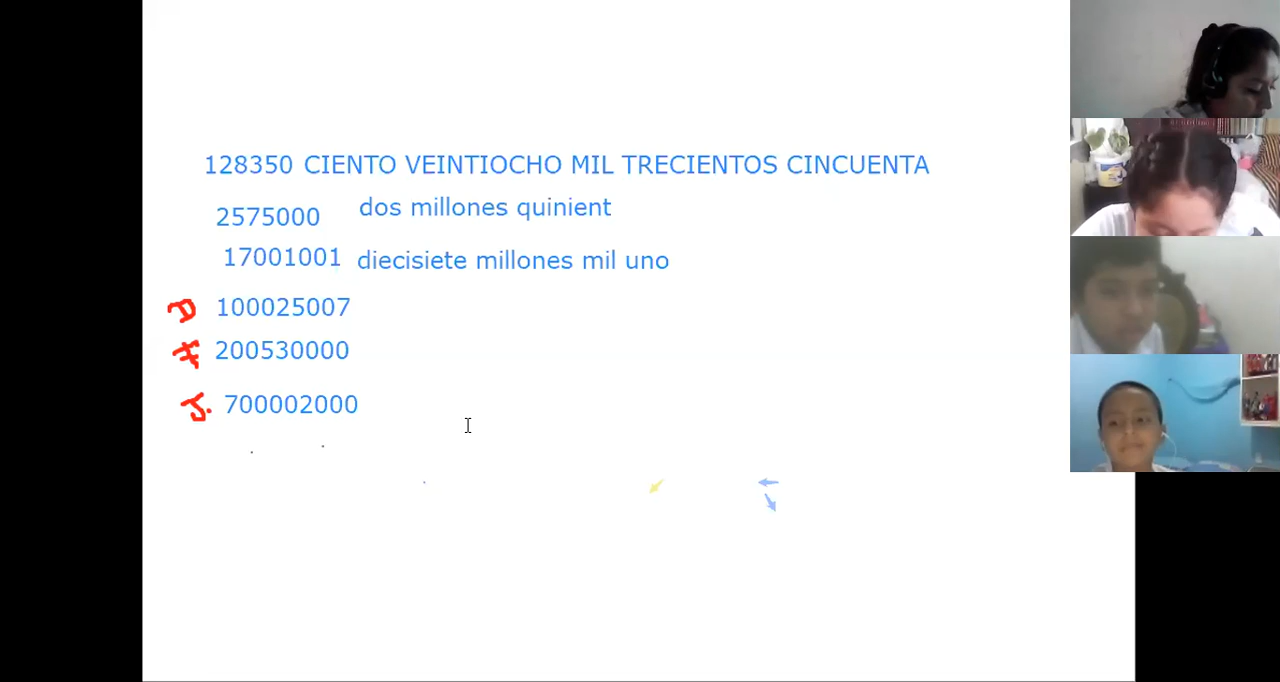 128350 CIENTO VEINTIOCHO MIL TRECIENTOS CINCUENTA
2575000 dos millones quinient
17001001 diecisiete millones mil uno
D 100025007
F 200530000
J. 700002000